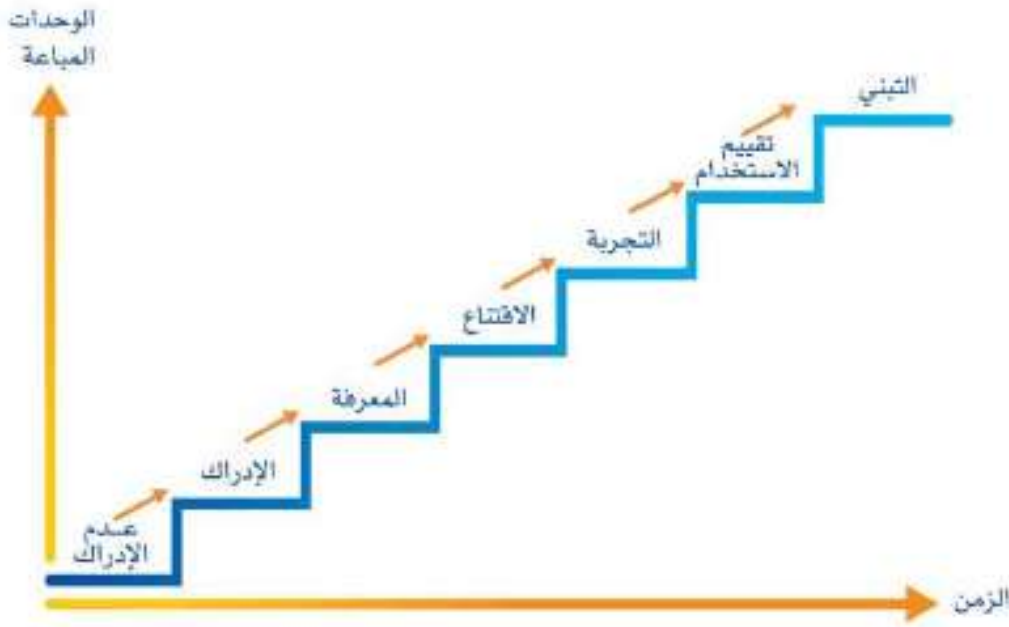 الوحدات
المباعة
التبني
تقييم
الاستخدام
التجربة
الاقتناع
المعرفة
الإدراك
عدم
الإدراك
الزمن